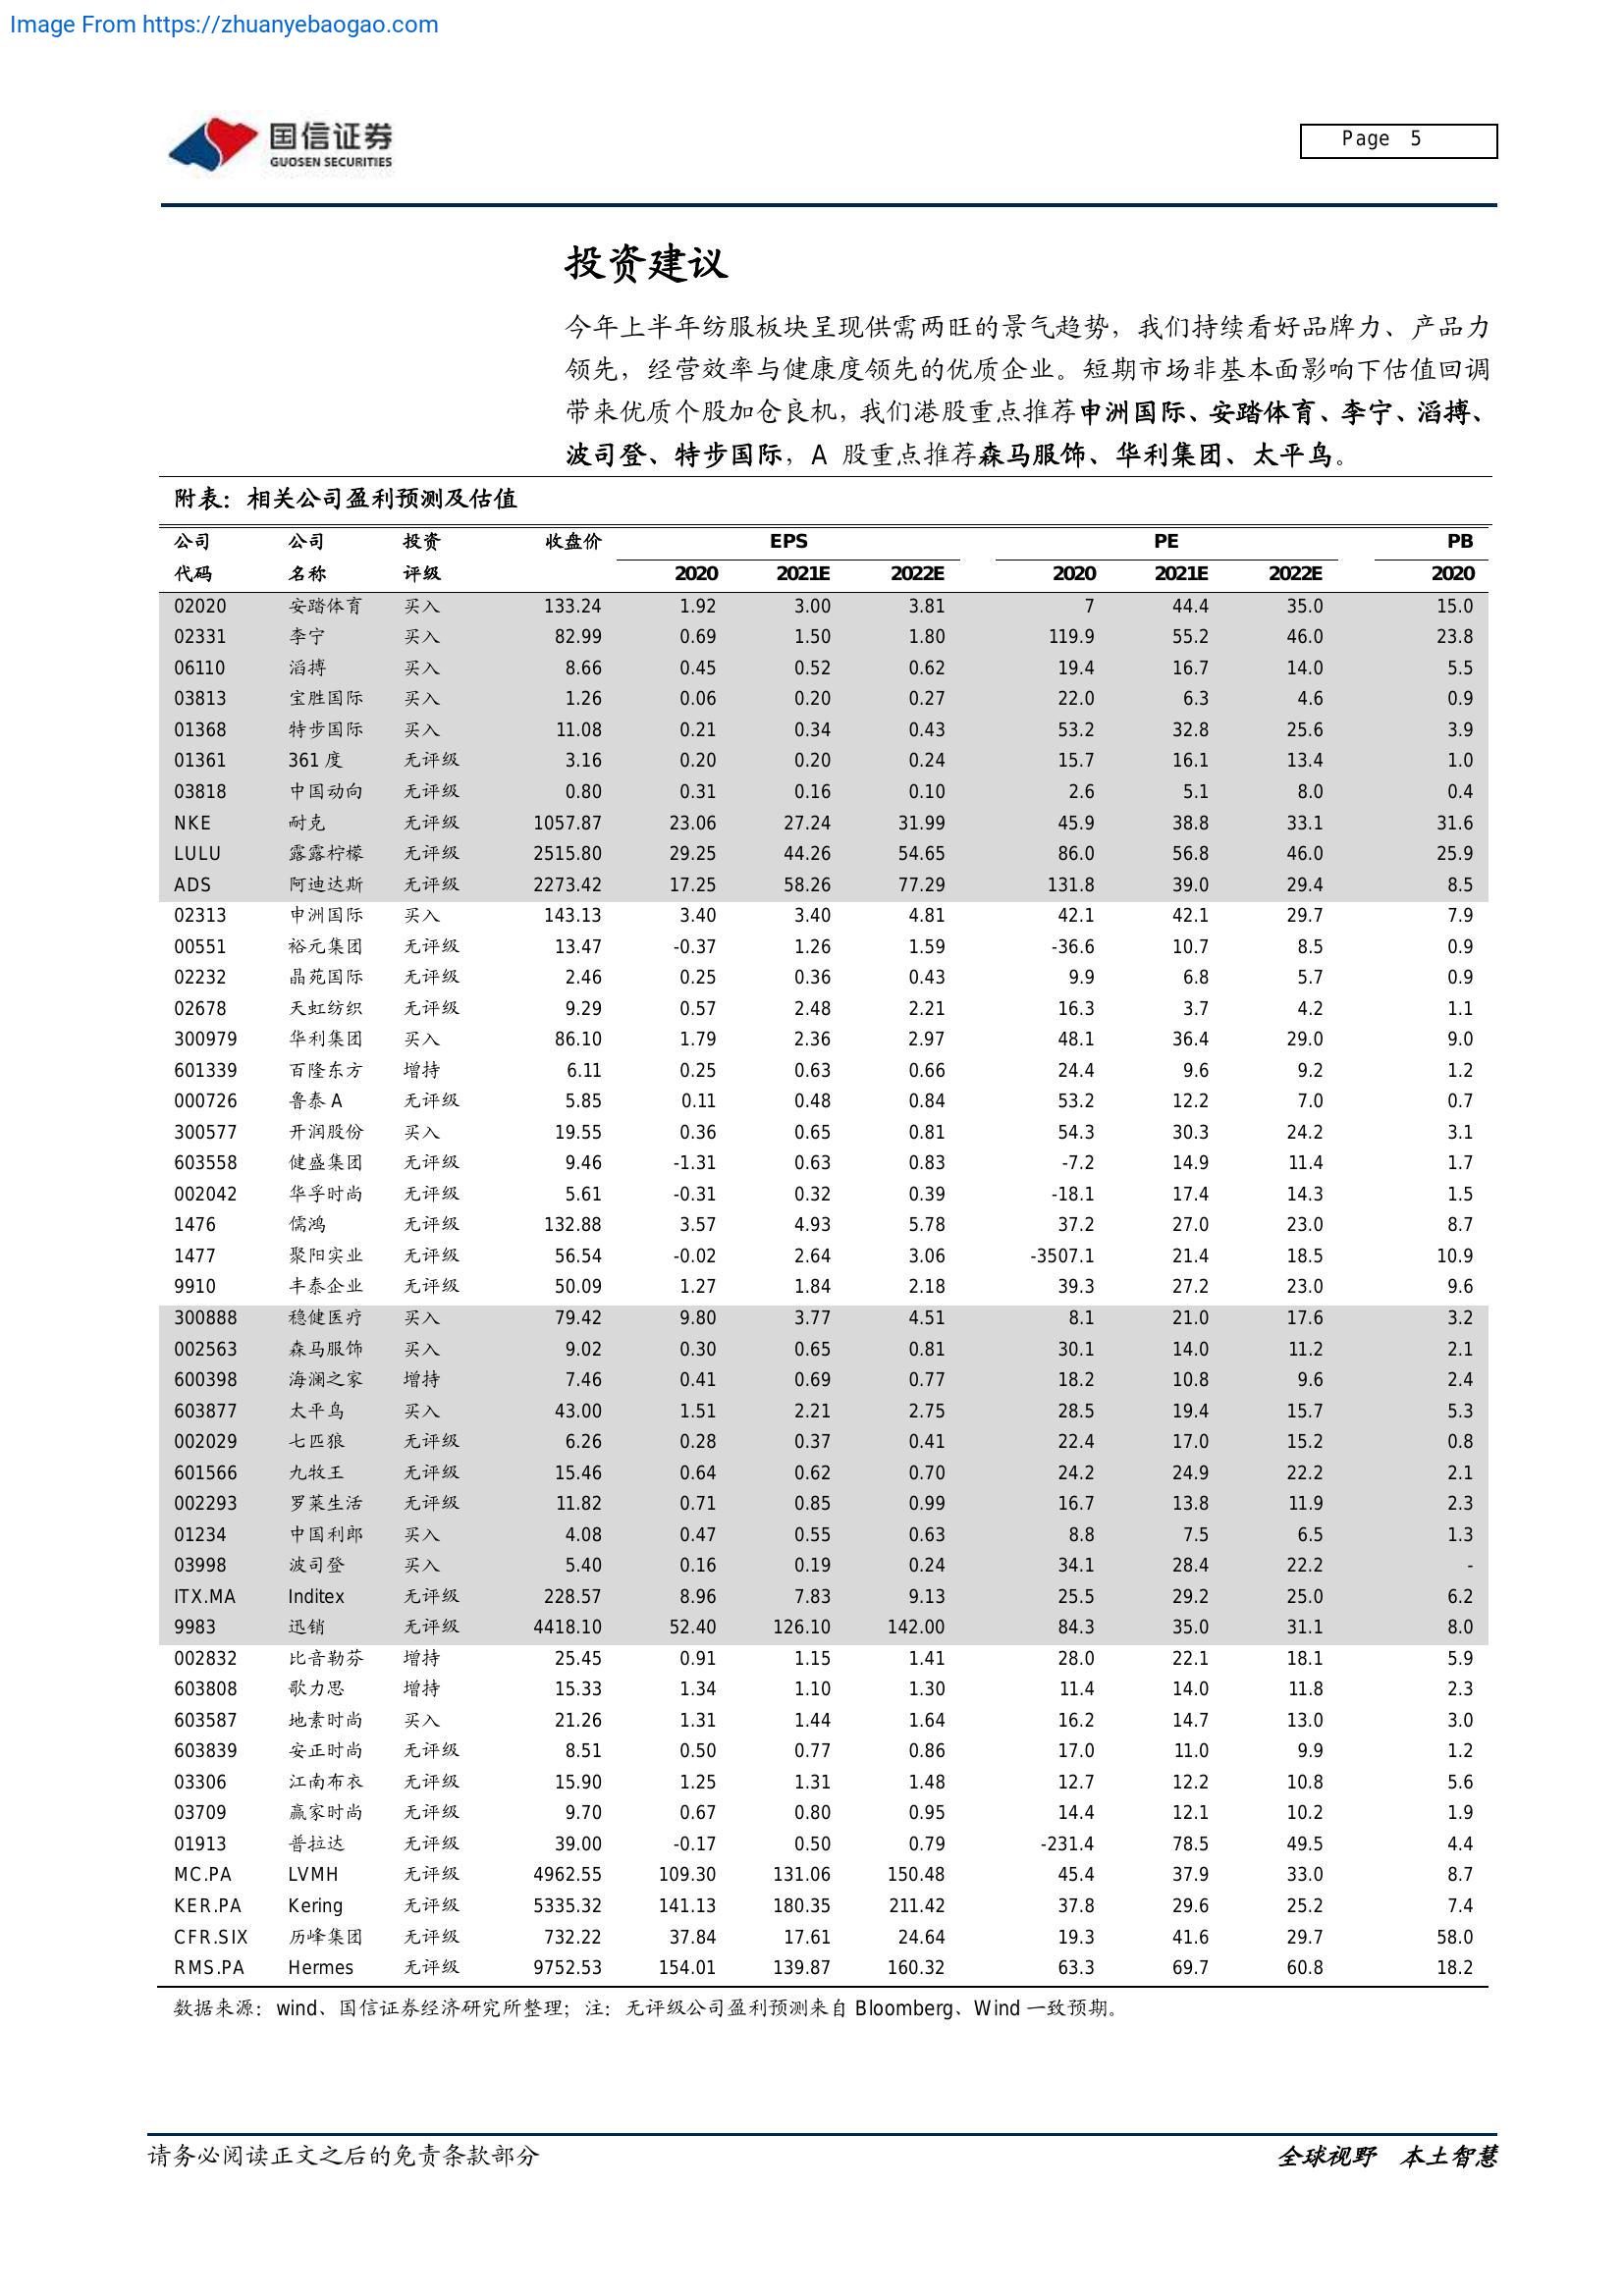 Image From https://zhuanyebaogao.com
国信证券
GUOSEN SECURITIES
Page 5
投资建议
今年上半年纺服板块呈现供需两旺的景气趋势，我们持续看好品牌力、产品力
领先，经营效率与健康度领先的优质企业。短期市场非基本面影响下估值回调
带来优质个股加仓良机，我们港股重点推荐申洲国际、安踏体育、李宁、滔搏、
波司登、特步国际，A 股重点推荐森马服饰、华利集团、太平鸟。
附表：相关公司盈利预测及估值
公司 公司 投资 收盘价 EPS PE PB
代码 名称 评级 2020 2021E 2022E 2020 2021E 2022E 2020
02020 安踏体育 买入 133.24 1.92 3.00 3.81 7 44.4 35.0 15.0
02331 李宁 买入 82.99 0.69 1.50 1.80 119.9 55.2 46.0 23.8
06110 滔搏 买入 8.66 0.45 0.52 0.62 19.4 16.7 14.0 5.5
03813 宝胜国际 买入 1.26 0.06 0.20 0.27 22.0 6.3 4.6 0.9
01368 特步国际 买入 11.08 0.21 0.34 0.43 53.2 32.8 25.6 3.9
01361 361 度 无评级 3.16 0.20 0.20 0.24 15.7 16.1 13.4 1.0
03818 中国动向 无评级 0.80 0.31 0.16 0.10 2.6 5.1 8.0 0.4
NKE 耐克 无评级 1057.87 23.06 27.24 31.99 45.9 38.8 33.1 31.6
LULU 露露柠檬 无评级 2515.80 29.25 44.26 54.65 86.0 56.8 46.0 25.9
ADS 阿迪达斯 无评级 2273.42 17.25 58.26 77.29 131.8 39.0 29.4 8.5
02313 申洲国际 买入 143.13 3.40 3.40 4.81 42.1 42.1 29.7 7.9
00551 裕元集团 无评级 13.47 -0.37 1.26 1.59 -36.6 10.7 8.5 0.9
02232 晶苑国际 无评级 2.46 0.25 0.36 0.43 9.9 6.8 5.7 0.9
02678 天虹纺织 无评级 9.29 0.57 2.48 2.21 16.3 3.7 4.2 1.1
300979 华利集团 买入 86.10 1.79 2.36 2.97 48.1 36.4 29.0 9.0
601339 百隆东方 增持 6.11 0.25 0.63 0.66 24.4 9.6 9.2 1.2
000726 鲁泰 A 无评级 5.85 0.11 0.48 0.84 53.2 12.2 7.0 0.7
300577 开润股份 买入 19.55 0.36 0.65 0.81 54.3 30.3 24.2 3.1
603558 健盛集团 无评级 9.46 -1.31 0.63 0.83 -7.2 14.9 11.4 1.7
002042 华孚时尚 无评级 5.61 -0.31 0.32 0.39 -18.1 17.4 14.3 1.5
1476 儒鸿 无评级 132.88 3.57 4.93 5.78 37.2 27.0 23.0 8.7
1477 聚阳实业 无评级 56.54 -0.02 2.64 3.06 -3507.1 21.4 18.5 10.9
9910 丰泰企业 无评级 50.09 1.27 1.84 2.18 39.3 27.2 23.0 9.6
300888 稳健医疗 买入 79.42 9.80 3.77 4.51 8.1 21.0 17.6 3.2
002563 森马服饰 买入 9.02 0.30 0.65 0.81 30.1 14.0 11.2 2.1
600398 海澜之家 增持 7.46 0.41 0.69 0.77 18.2 10.8 9.6 2.4
603877 太平鸟 买入 43.00 1.51 2.21 2.75 28.5 19.4 15.7 5.3
002029 七匹狼 无评级 6.26 0.28 0.37 0.41 22.4 17.0 15.2 0.8
601566 九牧王 无评级 15.46 0.64 0.62 0.70 24.2 24.9 22.2 2.1
002293 罗莱生活 无评级 11.82 0.71 0.85 0.99 16.7 13.8 11.9 2.3
01234 中国利郎 买入 4.08 0.47 0.55 0.63 8.8 7.5 6.5 1.3
03998 波司登 买入 5.40 0.16 0.19 0.24 34.1 28.4 22.2 -
ITX.MA Inditex 无评级 228.57 8.96 7.83 9.13 25.5 29.2 25.0 6.2
9983 迅销 无评级 4418.10 52.40 126.10 142.00 84.3 35.0 31.1 8.0
002832 比音勒芬 增持 25.45 0.91 1.15 1.41 28.0 22.1 18.1 5.9
603808 歌力思 增持 15.33 1.34 1.10 1.30 11.4 14.0 11.8 2.3
603587 地素时尚 买入 21.26 1.31 1.44 1.64 16.2 14.7 13.0 3.0
603839 安正时尚 无评级 8.51 0.50 0.77 0.86 17.0 11.0 9.9 1.2
03306 江南布衣 无评级 15.90 1.25 1.31 1.48 12.7 12.2 10.8 5.6
03709 赢家时尚 无评级 9.70 0.67 0.80 0.95 14.4 12.1 10.2 1.9
01913 普拉达 无评级 39.00 -0.17 0.50 0.79 -231.4 78.5 49.5 4.4
MC.PA LVMH 无评级 4962.55 109.30 131.06 150.48 45.4 37.9 33.0 8.7
KER.PA Kering 无评级 5335.32 141.13 180.35 211.42 37.8 29.6 25.2 7.4
CFR.SIX 历峰集团 无评级 732.22 37.84 17.61 24.64 19.3 41.6 29.7 58.0
RMS.PA Hermes 无评级 9752.53 154.01 139.87 160.32 63.3 69.7 60.8 18.2
数据来源：wind、国信证券经济研究所整理；注：无评级公司盈利预测来自 Bloomberg、Wind 一致预期。
请务必阅读正文之后的免责条款部分
全球视野 本土智慧